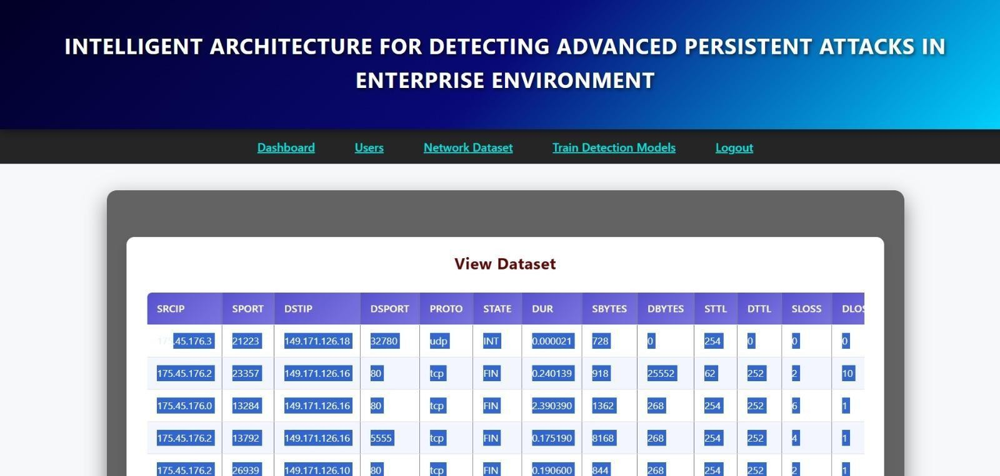 INTELLIGENT ARCHITECTURE FOR DETECTING ADVANCED PERSISTENT ATTACKS IN
ENTERPRISE ENVIRONMENT
Dashboard Users Network Dataset Train Detection Models Logout
View Dataset
SRCIP SPORT DSTIP DSPORT PROTO STATE DUR SBYTES DBYTES STTL DTTL SLOSS DLOS
175.45.176.3 21223 149.171.126.18 32780 udp INT 0.000021 728 0 254 0 0 0
175.45.176.2 23357 149.171.126.16 80 tcp FIN 0.240139 918 25552 62 252 2 10
175.45.176.0 13284 149.171.126.16 80 tcp FIN 2.390390 1362 268 254 252 6 1
175.45.176.2 13792 149.171.126.16 5555 tcp FIN 0.175190 8168 268 254 252 4 1
175.45.176.2 26939 149.171.126.10 80 tcp FIN 0.190600 844 268 254 252 2 1